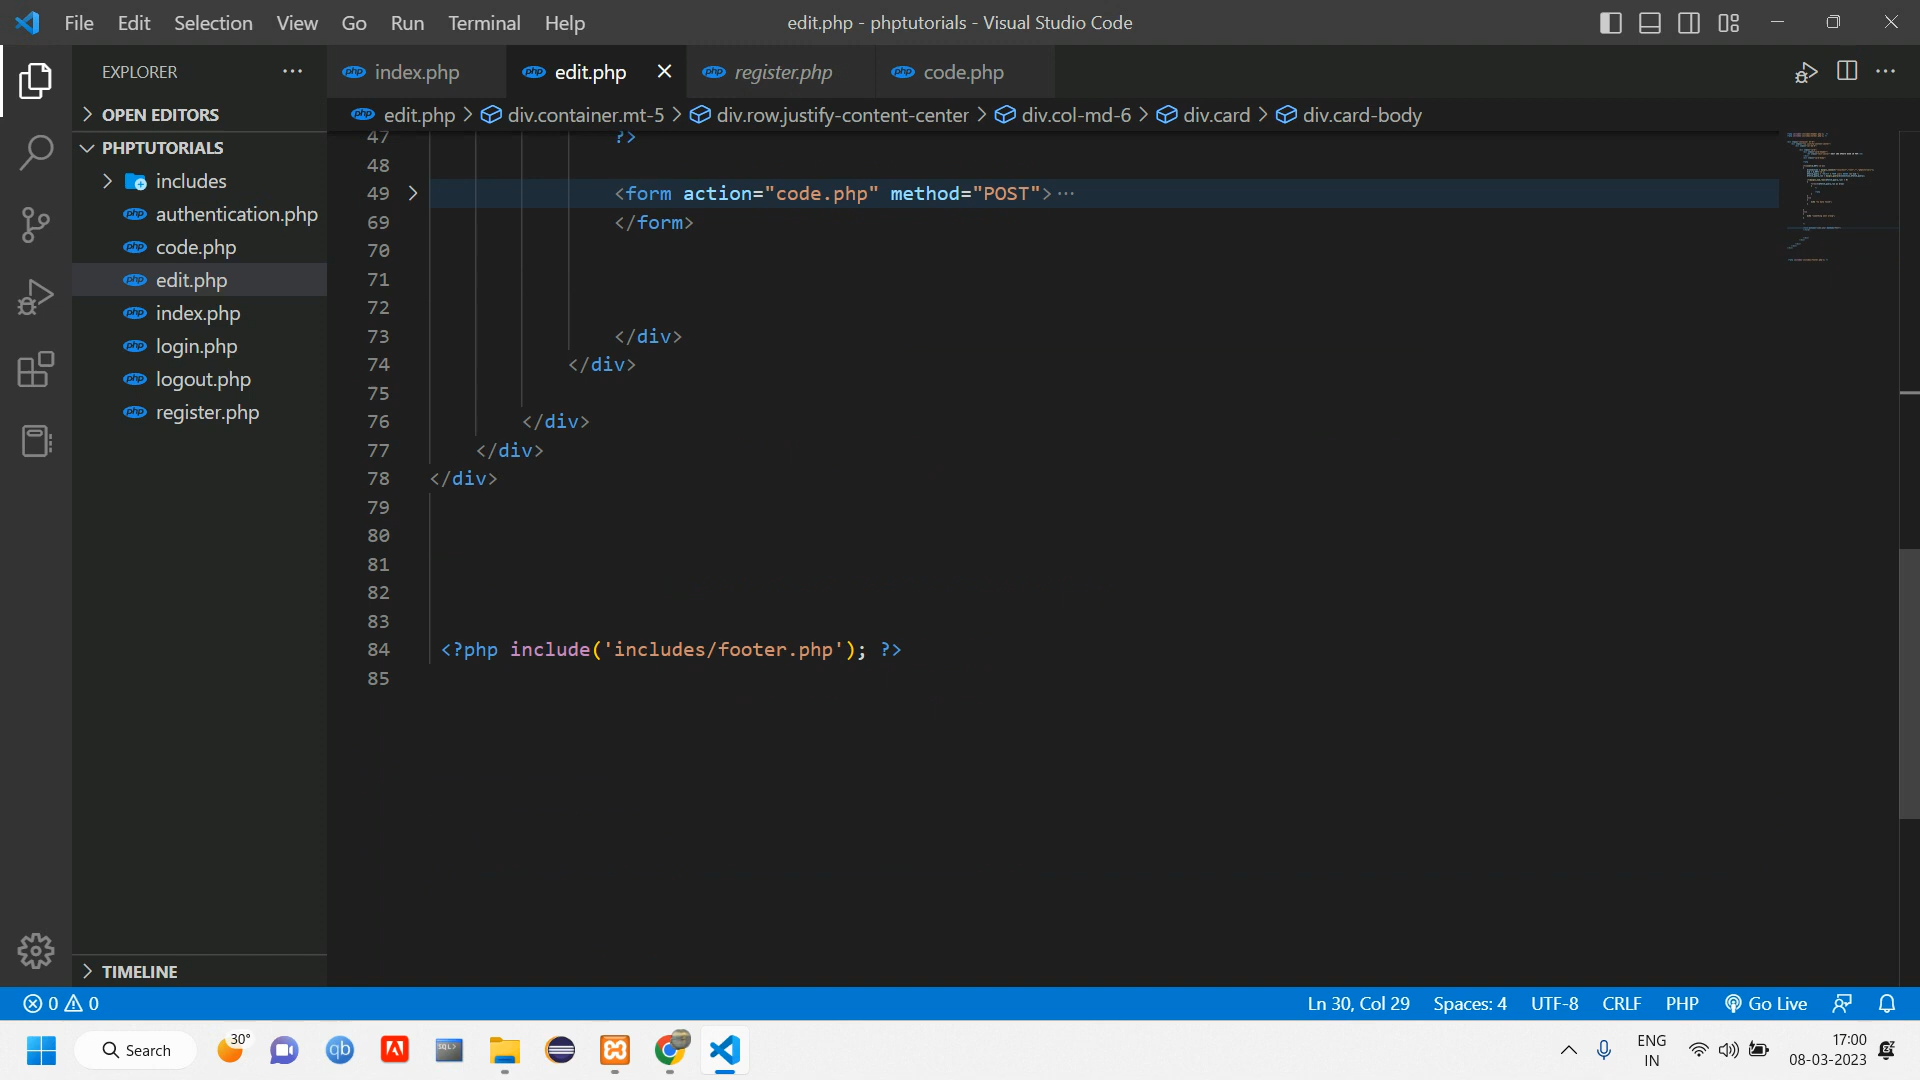 File Edit Selection View Go Run Terminal Help
edit.php - phptutorials - Visual Studio Code
EXPLORER
index.php
edit.php
register.php
code.php
OPEN EDITORS
edit.php > div.container.mt-5 > div.row.justify-content-center > div.col-md-6 > div.card > div.card-body
PHPTUTORIALS
includes
authentication.php
code.php
edit.php
index.php
login.php
logout.php
register.php
TIMELINE
47 ?>
48
49 <form action="code.php" method="POST">…
69 </form>
70
71
72
73 </div>
74 </div>
75
76 </div>
77 </div>
78 </div>
79
80
81
82
83
84 <?php include('includes/footer.php'); ?>
85
0 0
Ln 30, Col 29 Spaces: 4 UTF-8 CRLF PHP Go Live
30°
Search
qb
SQL>
ENG
IN
17:00
08-03-2023